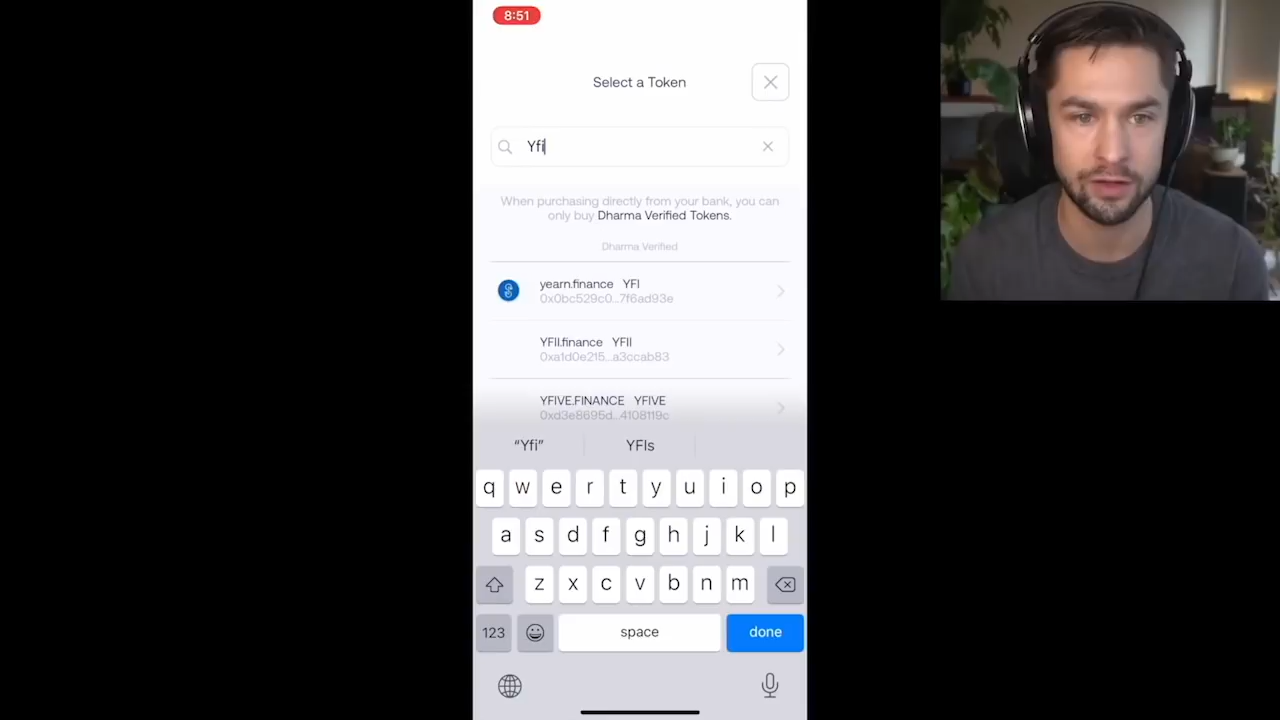 8:51
Select a Token
Yfi
When purchasing directly from your bank, you can
only buy Dharma Verified Tokens.
Dharma Verified
yearn.finance YFI
0x0bc529c0...7f6ad93e
YFII.finance YFII
0xa1d0e215...a3ccab83
YFIVE.FINANCE YFIVE
0xd3e8695d...4108119c
“Yfi” YFIs
q w e r t y u i o p
a s d f g h j k l
z x c v b n m
123 space done